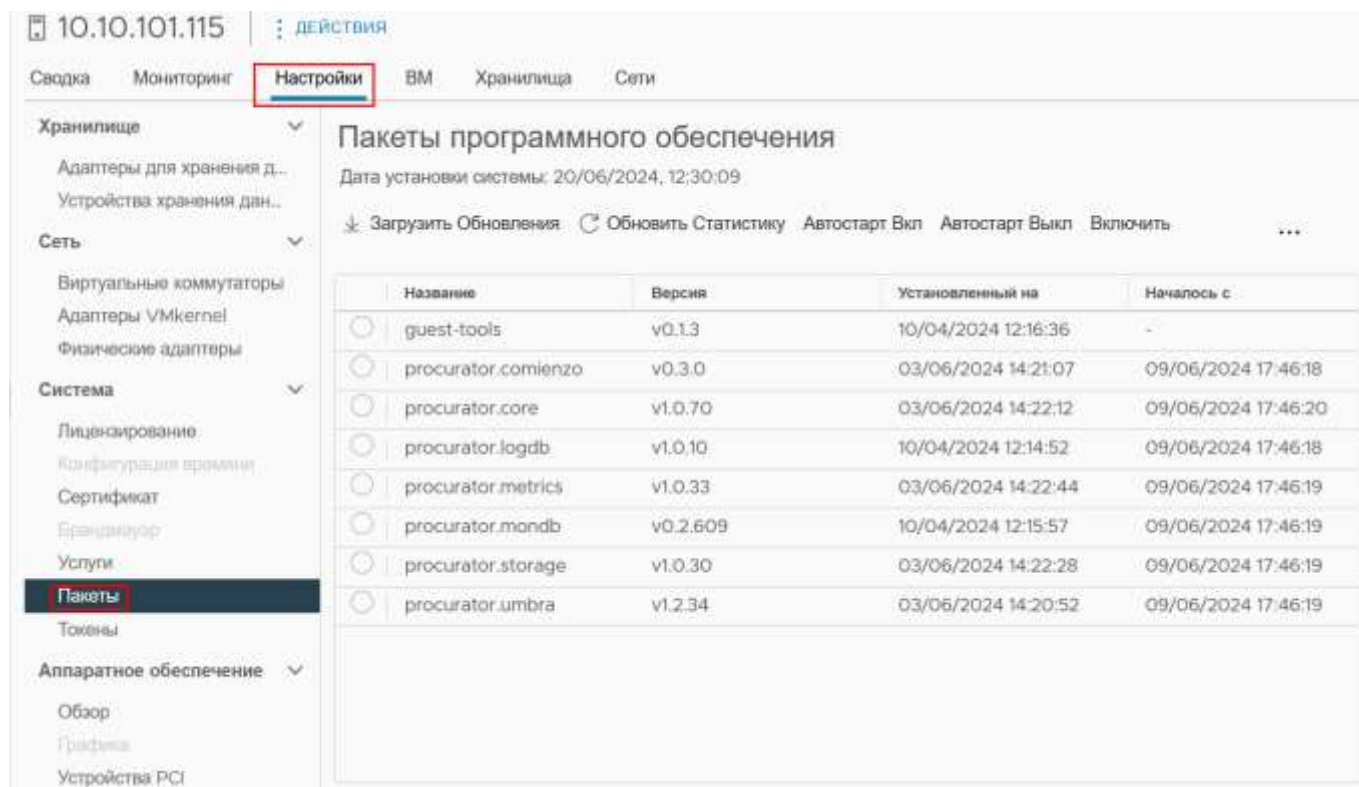 10.10.101.115 ДЕЙСТВИЯ
Сводка Мониторинг Настройки ВМ Хранилища Сети
Хранилище
Адаптеры для хранения д...
Устройства хранения дан...
Сеть
Виртуальные коммутаторы
Адаптеры VMkernel
Физические адаптеры
Система
Лицензирование
Конфигурация времени
Сертификат
Брандмауэр
Услуги
Пакеты
Токены
Аппаратное обеспечение
Обзор
Графика
Устройства PCI
Пакеты программного обеспечения
Дата установки системы: 20/06/2024, 12:30:09
Загрузить Обновления Обновить Статистику Автостарт Вкл Автостарт Выкл Включить ...
Название Версия Установленный на Началось с
guest-tools v0.1.3 10/04/2024 12:16:36 -
procurator.comienzo v0.3.0 03/06/2024 14:21:07 09/06/2024 17:46:18
procurator.core v1.0.70 03/06/2024 14:22:12 09/06/2024 17:46:20
procurator.logdb v1.0.10 10/04/2024 12:14:52 09/06/2024 17:46:18
procurator.metrics v1.0.33 03/06/2024 14:22:44 09/06/2024 17:46:19
procurator.mondb v0.2.609 10/04/2024 12:15:57 09/06/2024 17:46:19
procurator.storage v1.0.30 03/06/2024 14:22:28 09/06/2024 17:46:19
procurator.umbra v1.2.34 03/06/2024 14:20:52 09/06/2024 17:46:19